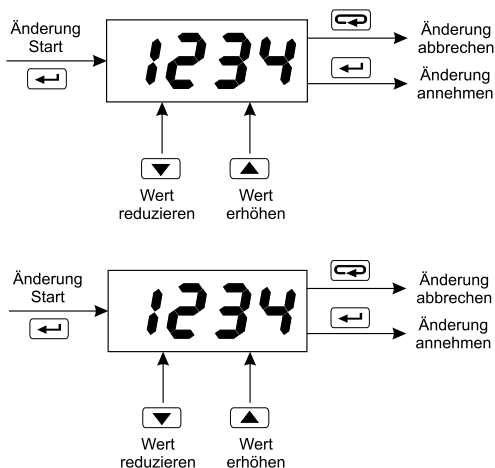 Änderung
Start
1234
Änderung
abbrechen
Änderung
annehmen
Wert
reduzieren
Wert
erhöhen
Änderung
Start
1234
Änderung
abbrechen
Änderung
annehmen
Wert
reduzieren
Wert
erhöhen